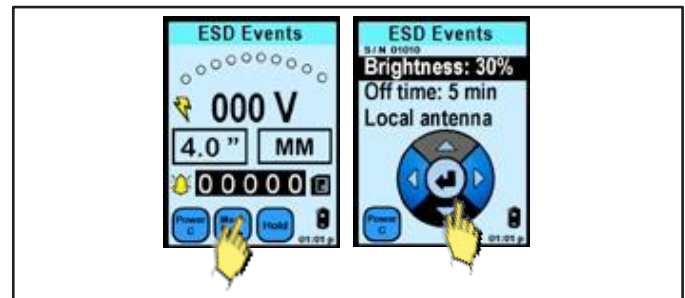 ESD Events
000 V
4.0 ”
MM
00000
Power
C
Hold
01:01 p
ESD Events
S/N 01010
Brightness: 30%
Off time: 5 min
Local antenna
Power
C
01:01 p